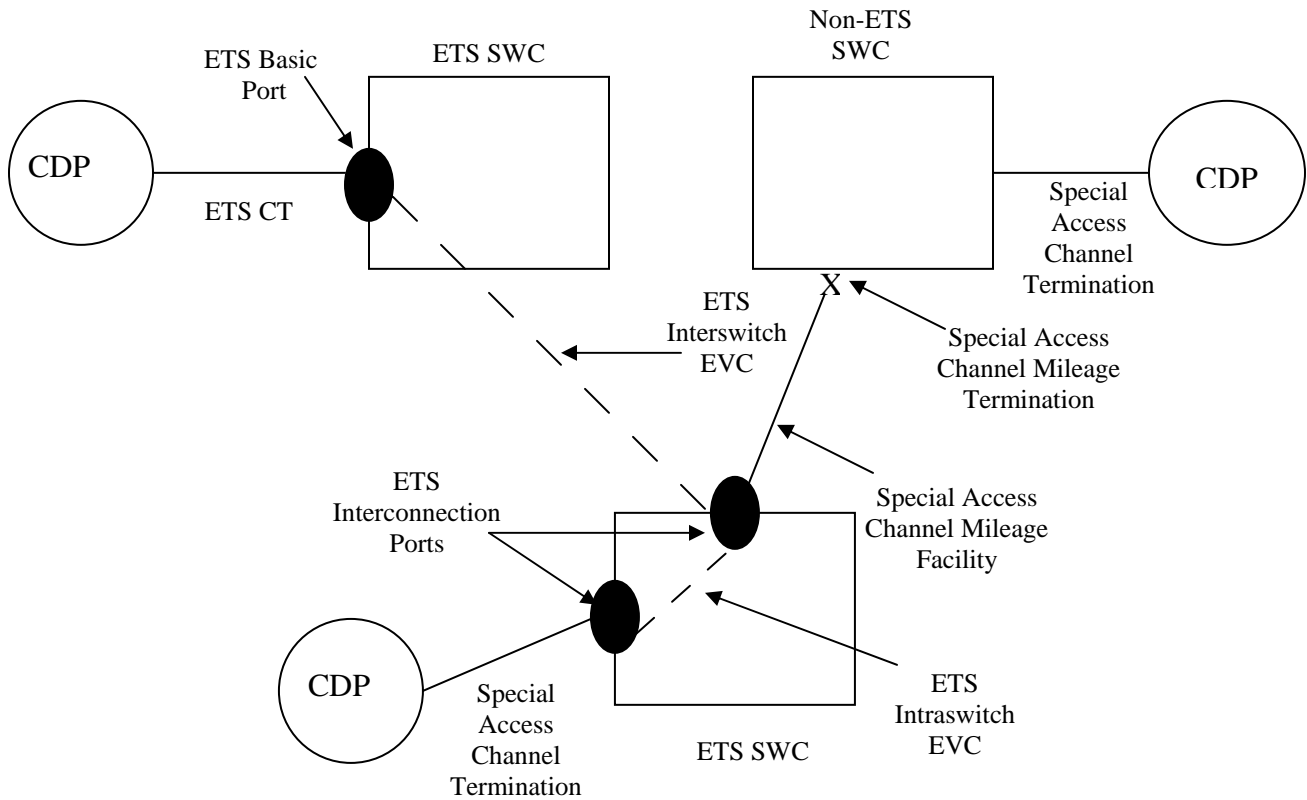 Non-ETS
SWC
ETS SWC
ETS Basic
Port
CDP
CDP
ETS CT
Special
Access
Channel
Termination
X
ETS
Interswitch
EVC
Special Access
Channel Mileage
Termination
ETS
Interconnection
Ports
Special Access
Channel Mileage
Facility
CDP
Special
Access
Channel
Termination
ETS
Intraswitch
EVC
ETS SWC